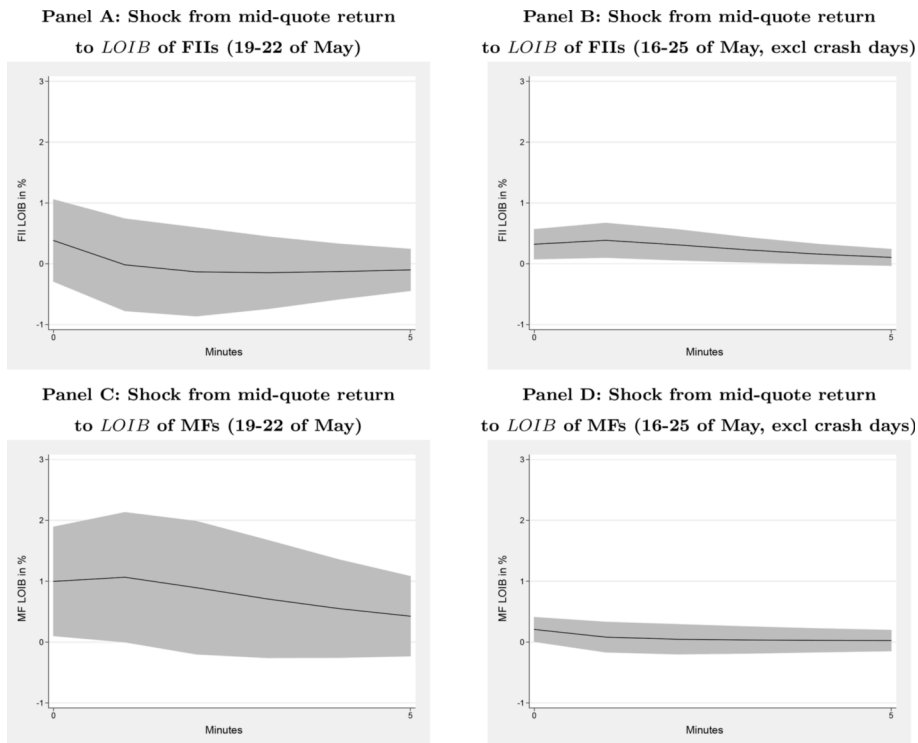 Panel A: Shock from mid-quote return
to LOIB of FIIs (19-22 of May)
3
2
1
0
-1
FII LOIB in %
0
5
Minutes
Panel B: Shock from mid-quote return
to LOIB of FIIs (16-25 of May, excl crash days)
3
2
1
0
-1
FII LOIB in %
0
5
Minutes
Panel C: Shock from mid-quote return
to LOIB of MFs (19-22 of May)
3
2
1
0
-1
MF LOIB in %
0
5
Minutes
Panel D: Shock from mid-quote return
to LOIB of MFs (16-25 of May, excl crash days)
3
2
1
0
-1
MF LOIB in %
0
5
Minutes